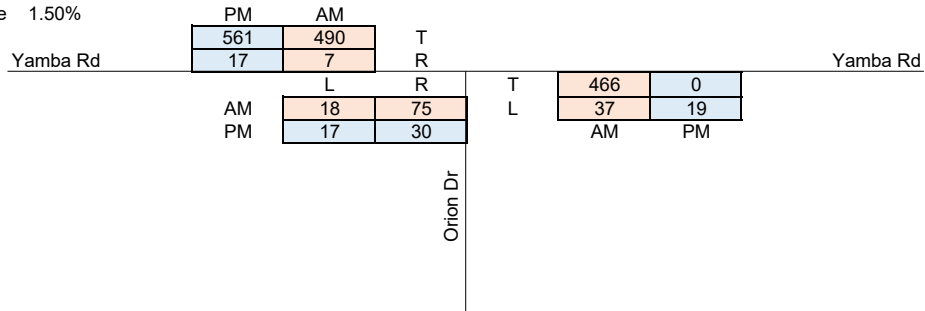 e 1.50% PM AM
561 490 T
Yamba Rd 17 7 R Yamba Rd
L R T 466 0
AM 18 75 L 37 19
PM 17 30 AM PM
Orion Dr